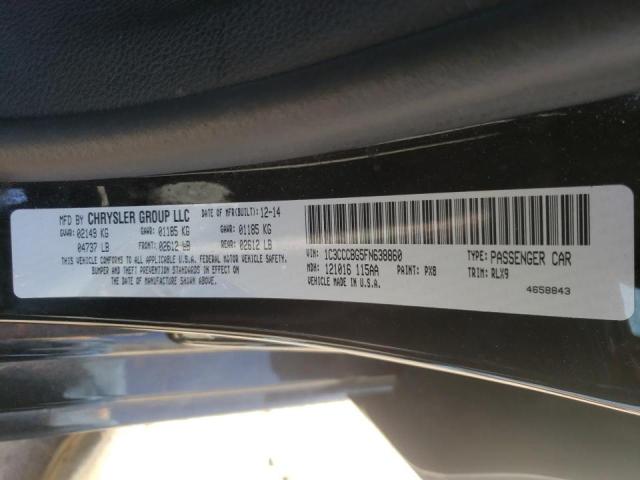 MFD BY CHRYSLER GROUP LLC DATE OF MFR(BUILT): 12-14
GVWR: 02149 KG GAWR: 01185 KG GAWR: 01185 KG
04737 LB FRONT: 02612 LB REAR: 02612 LB
THIS VEHICLE CONFORMS TO ALL APPLICABLE U.S.A. FEDERAL MOTOR VEHICLE SAFETY,
BUMPER AND THEFT PREVENTION STANDARDS IN EFFECT ON
THE DATE OF MANUFACTURE SHOWN ABOVE.
VIN: 1C3CCCBG5FN638860 TYPE: PASSENGER CAR
MDH: 121016 115AA PAINT: PX8 TRIM: RLX9
VEHICLE MADE IN U.S.A.
4658843